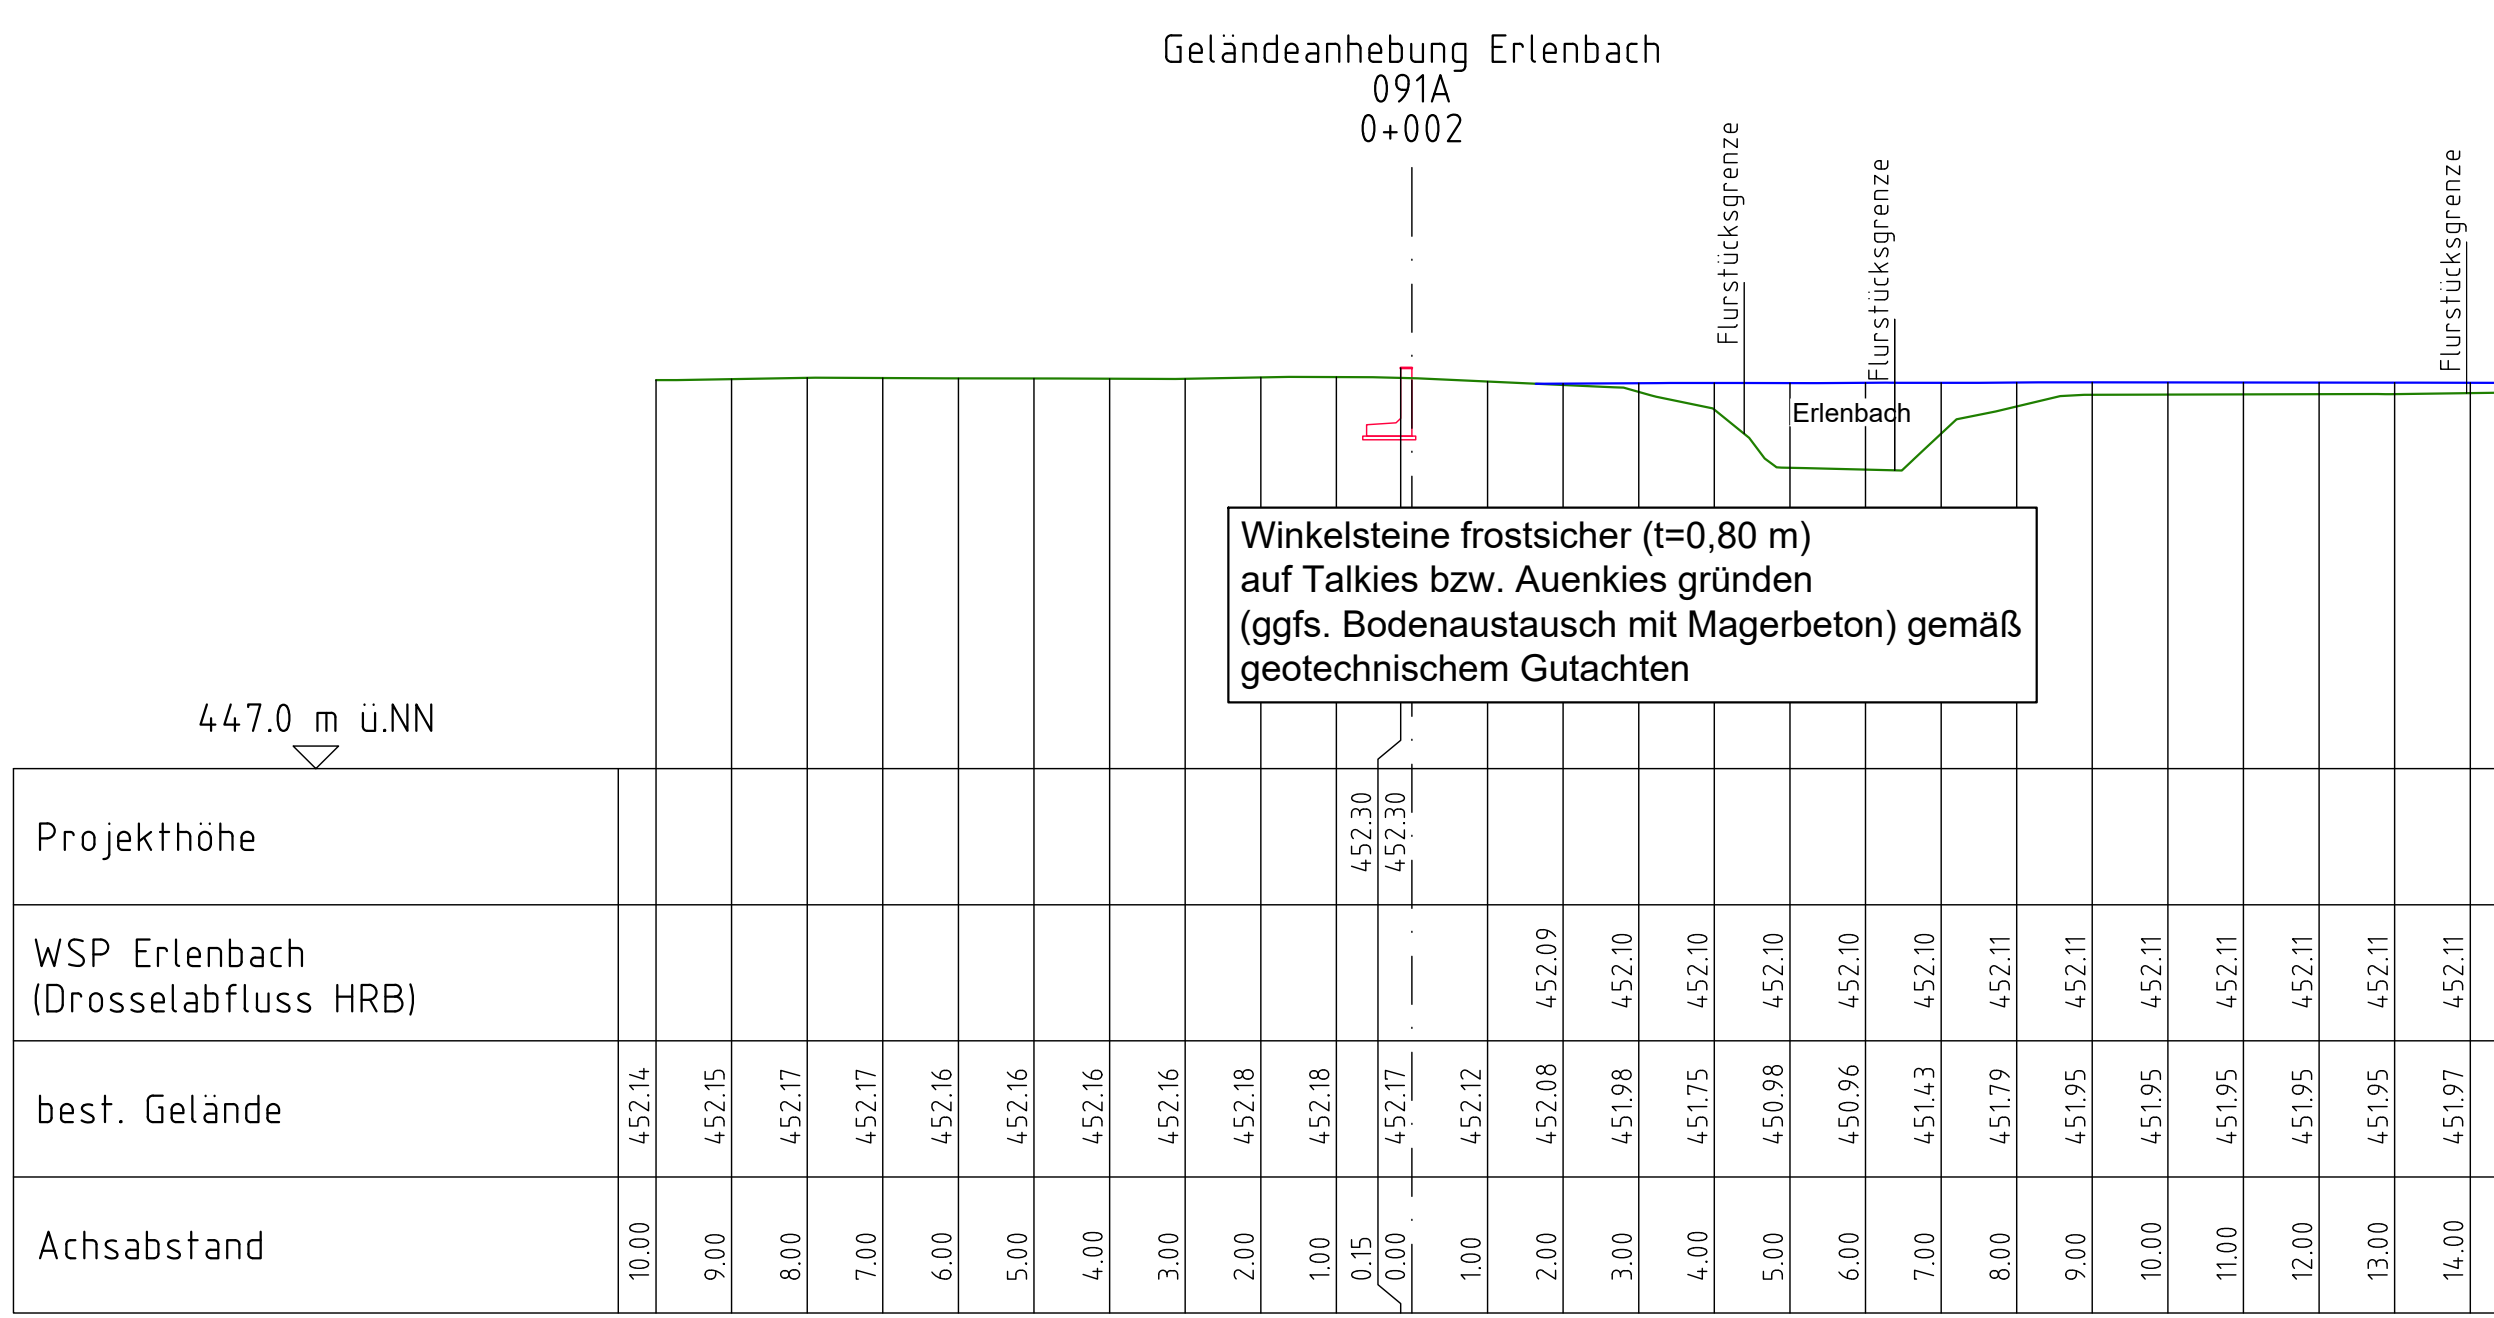 Geländeanhebung Erlenbach
091A
0+002
Flurstücksgrenze
Flurstücksgrenze
Flurstücksgrenze
Erlenbach
Winkelsteine frostsicher (t=0,80 m)
auf Talkies bzw. Auenkies gründen
(ggfs. Bodenaustausch mit Magerbeton) gemäß
geotechnischem Gutachten
447.0 m ü.NN
Projekthöhe
452.30 452.30
WSP Erlenbach
(Drosselabfluss HRB)
452.09 452.10 452.10 452.10 452.10 452.10 452.11 452.11 452.11 452.11 452.11 452.11 452.11
best. Gelände
452.14 452.15 452.17 452.17 452.16 452.16 452.16 452.16 452.18 452.18 452.17 452.12 452.08 451.98 451.75 450.98 450.96 451.43 451.79 451.95 451.95 451.95 451.95 451.95 451.97
Achsabstand
10.00 9.00 8.00 7.00 6.00 5.00 4.00 3.00 2.00 1.00 0.15 0.00 1.00 2.00 3.00 4.00 5.00 6.00 7.00 8.00 9.00 10.00 11.00 12.00 13.00 14.00